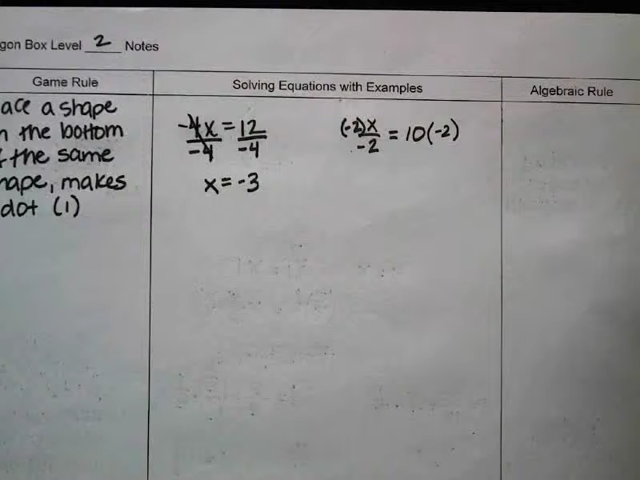 gon Box Level 2 Notes
Game Rule
Solving Equations with Examples
Algebraic Rule
ace a shape
n the bottom
f the same
hape, makes
dot (1)
-4x = 12
-4 -4
x = -3
(-2)x = 10(-2)
-2